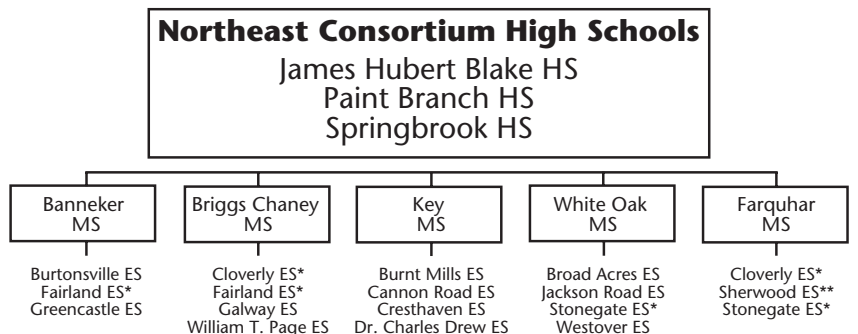 Northeast Consortium High Schools
James Hubert Blake HS
Paint Branch HS
Springbrook HS
Banneker
MS
Burtonsville ES
Fairland ES*
Greencastle ES
Briggs Chaney
MS
Cloverly ES*
Fairland ES*
Galway ES
William T. Page ES
Key
MS
Burnt Mills ES
Cannon Road ES
Cresthaven ES
Dr. Charles Drew ES
White Oak
MS
Broad Acres ES
Jackson Road ES
Stonegate ES*
Westover ES
Farquhar
MS
Cloverly ES*
Sherwood ES**
Stonegate ES*